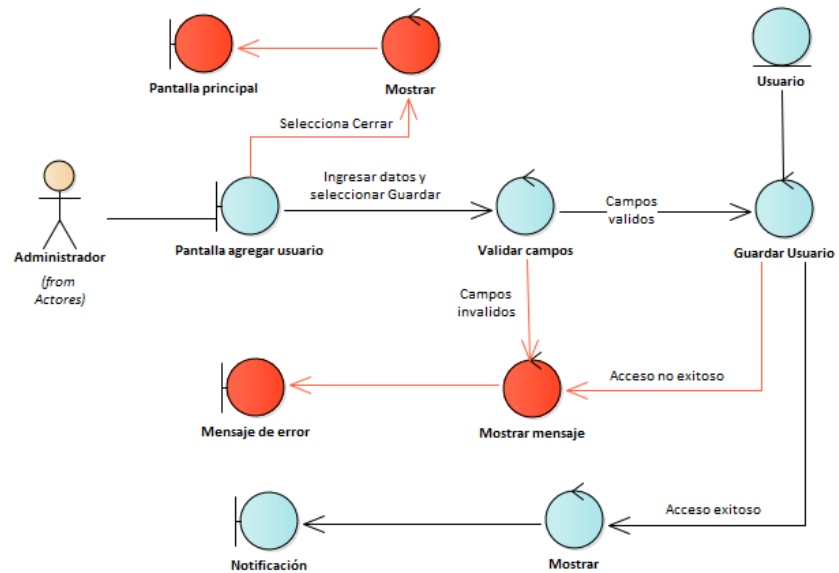 Pantalla principal
Mostrar
Usuario
Selecciona Cerrar
Ingresar datos y
seleccionar Guardar
Campos
validos
Administrador
(from
Actores)
Pantalla agregar usuario
Validar campos
Guardar Usuario
Campos
invalidos
Acceso no exitoso
Mensaje de error
Mostrar mensaje
Acceso exitoso
Notificación
Mostrar